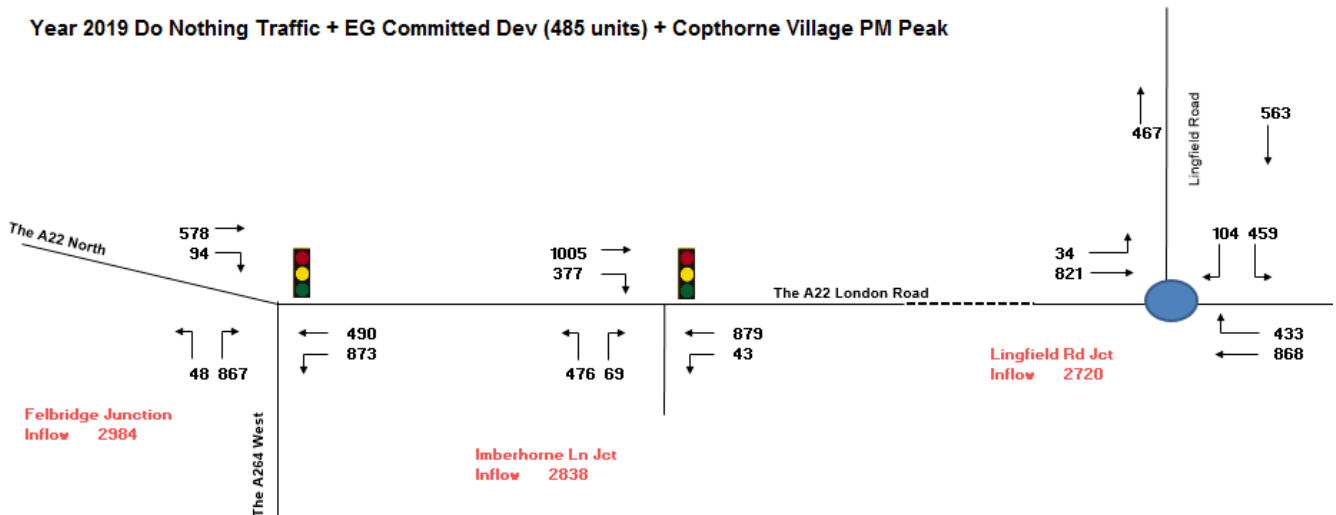 Year 2019 Do Nothing Traffic + EG Committed Dev (485 units) + Copthorne Village PM Peak
467
Lingfield Road
563
The A22 North
578
94
1005
377
34
821
104 459
The A22 London Road
490
873
48 867
879
43
476 69
433
868
Felbridge Junction
Inflow 2984
The A264 West
Imberhorne Ln Jct
Inflow 2838
Lingfield Rd Jct
Inflow 2720